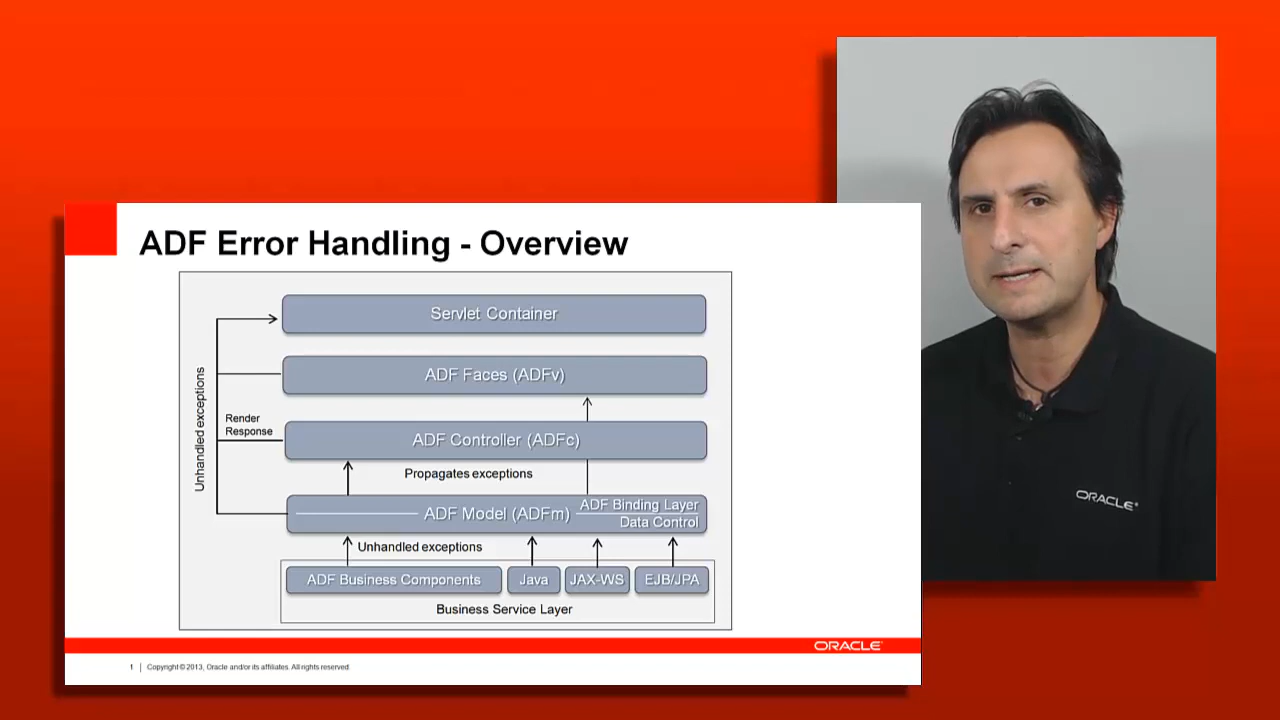 ADF Error Handling - Overview
Servlet Container
ADF Faces (ADFv)
Unhandled exceptions
Render
Response
ADF Controller (ADFc)
Propagates exceptions
ADF Model (ADFm)
ADF Binding Layer
Data Control
Unhandled exceptions
ADF Business Components
Java
JAX-WS
EJB/JPA
Business Service Layer
ORACLE
1 | Copyright © 2013, Oracle and/or its affiliates. All rights reserved.
ORACLE